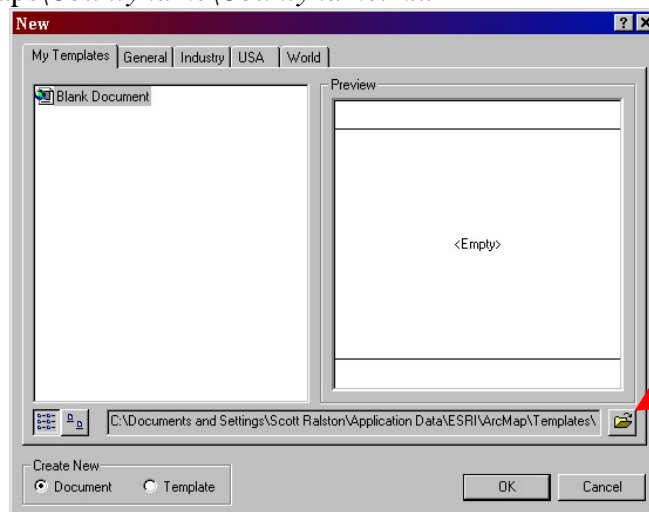 New
My Templates General Industry USA World
Blank Document
Preview
<Empty>
C:\Documents and Settings\Scott Ralston\Application Data\ESRI\ArcMap\Templates\
Create New
Document Template
OK Cancel